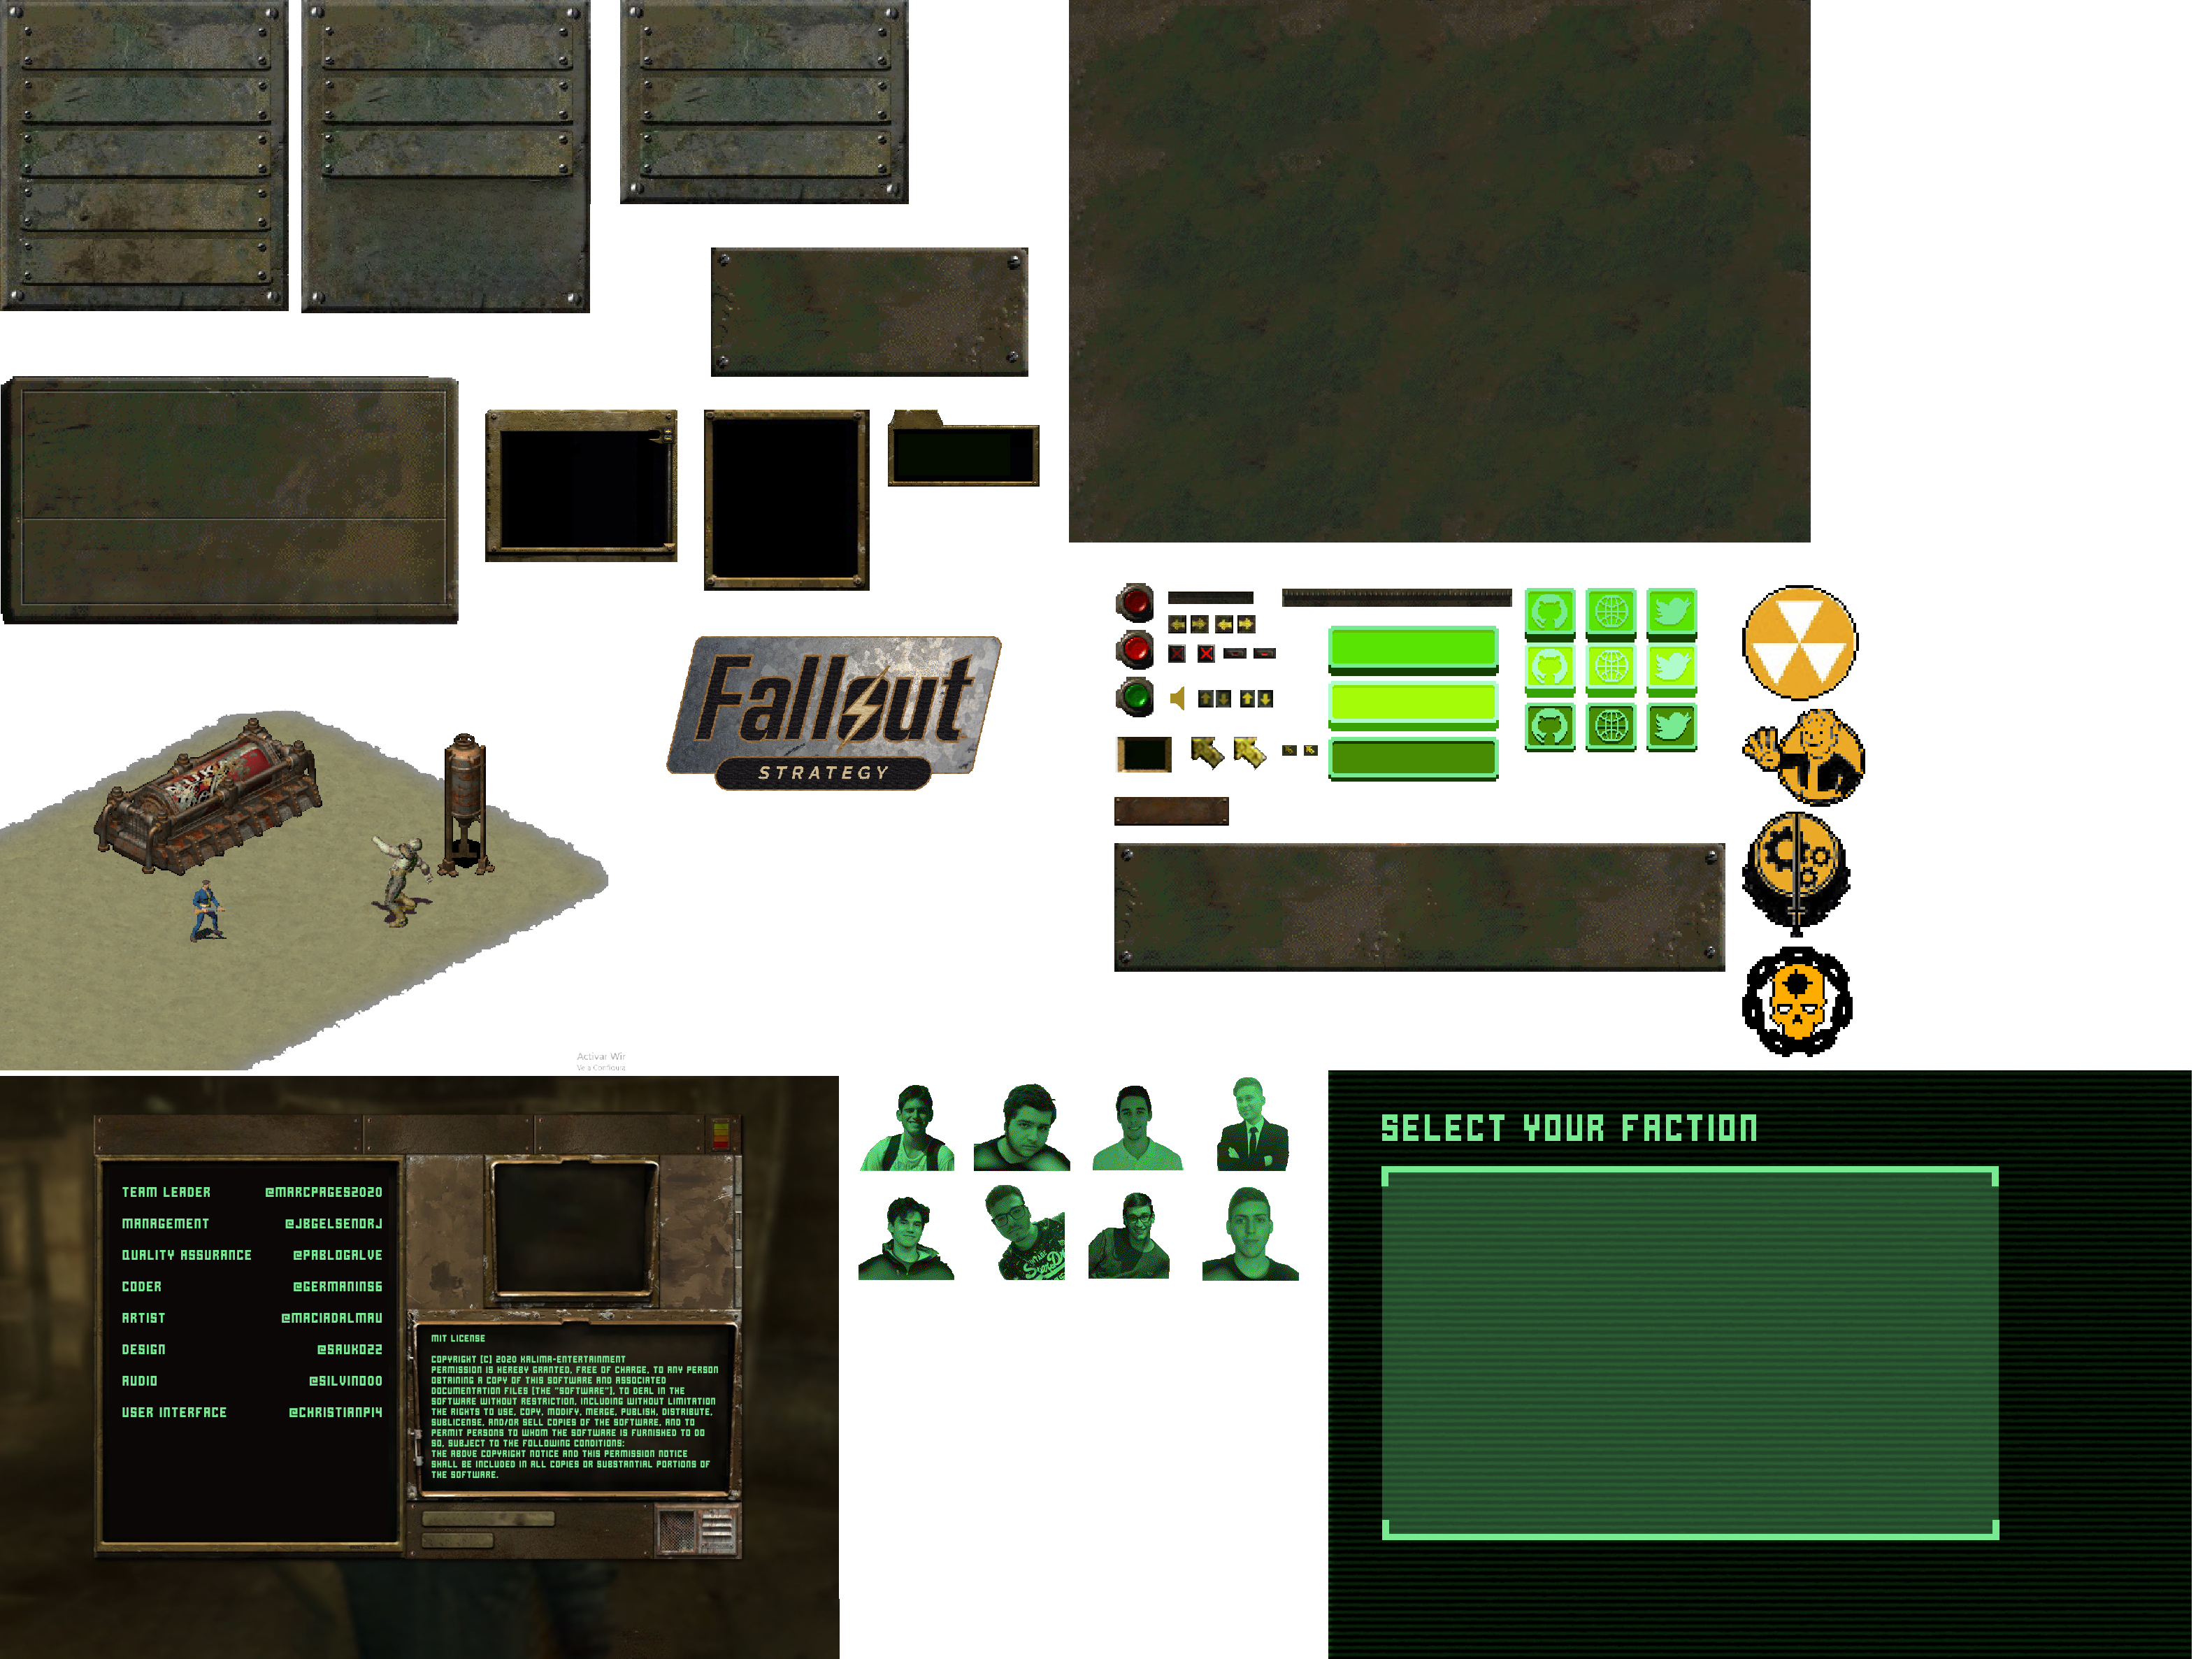 Fallout
STRATEGY
Activar Wir
Ve a Configura
TEAM LEADER @MARCPAGES2020
MANAGEMENT @JBGELSENDRJ
QUALITY ASSURANCE @PABLOGALVE
CODER @GERMANINS6
ARTIST @MACIADALMAU
DESIGN @SAUKO22
AUDIO @SILVINO00
USER INTERFACE @CHRISTIANPI4
MIT LICENSE
COPYRIGHT [C] 2020 KALIMA-ENTERTAINMENT
PERMISSION IS HEREBY GRANTED, FREE OF CHARGE, TO ANY PERSON
OBTAINING A COPY OF THIS SOFTWARE AND ASSOCIATED
DOCUMENTATION FILES [THE "SOFTWARE"], TO DEAL IN THE
SOFTWARE WITHOUT RESTRICTION, INCLUDING WITHOUT LIMITATION
THE RIGHTS TO USE, COPY, MODIFY, MERGE, PUBLISH, DISTRIBUTE,
SUBLICENSE, AND/OR SELL COPIES OF THE SOFTWARE, AND TO
PERMIT PERSONS TO WHOM THE SOFTWARE IS FURNISHED TO DO
SO, SUBJECT TO THE FOLLOWING CONDITIONS:
THE ABOVE COPYRIGHT NOTICE AND THIS PERMISSION NOTICE
SHALL BE INCLUDED IN ALL COPIES OR SUBSTANTIAL PORTIONS OF
THE SOFTWARE.
SELECT YOUR FACTION